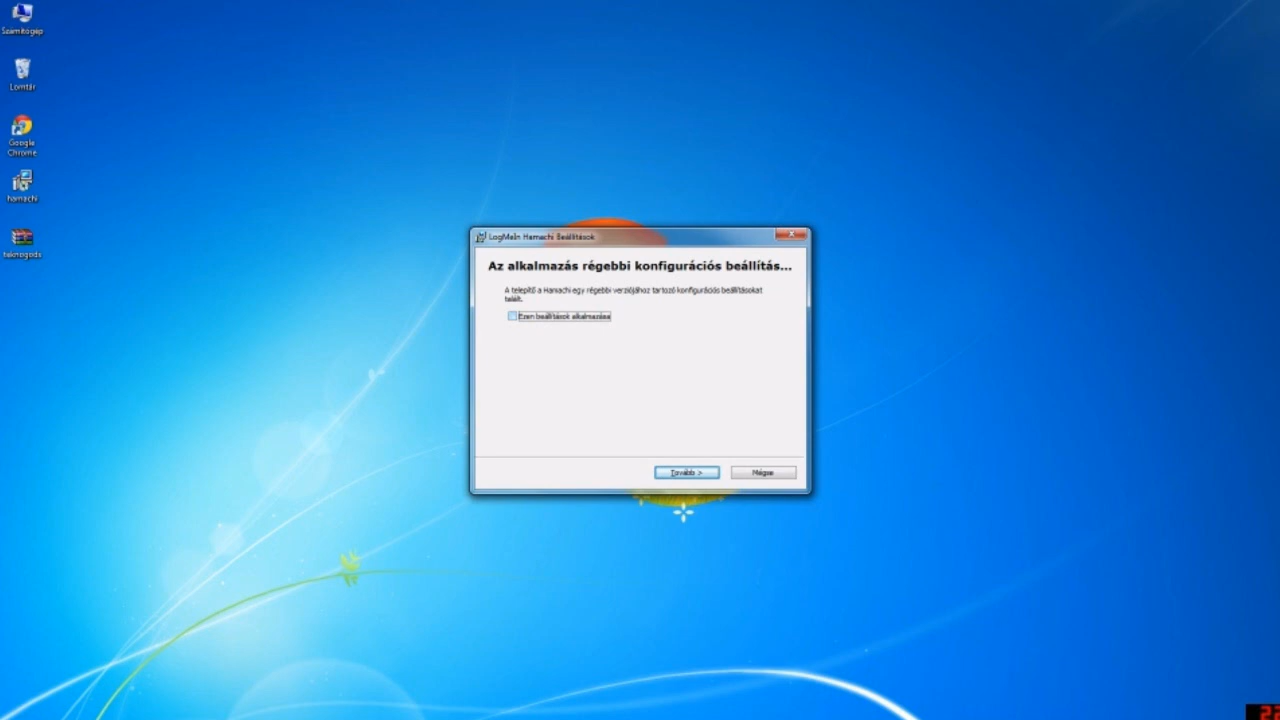 Számítógép
Lomtár
Google
Chrome
hamachi
teknogods
LogMeIn Hamachi Beállítások
Az alkalmazás régebbi konfigurációs beállítás...
A telepítő a Hamachi egy régebbi verziójához tartozó konfigurációs beállításokat
talált.
Ezen beállítások alkalmazása
Tovább >
Mégse